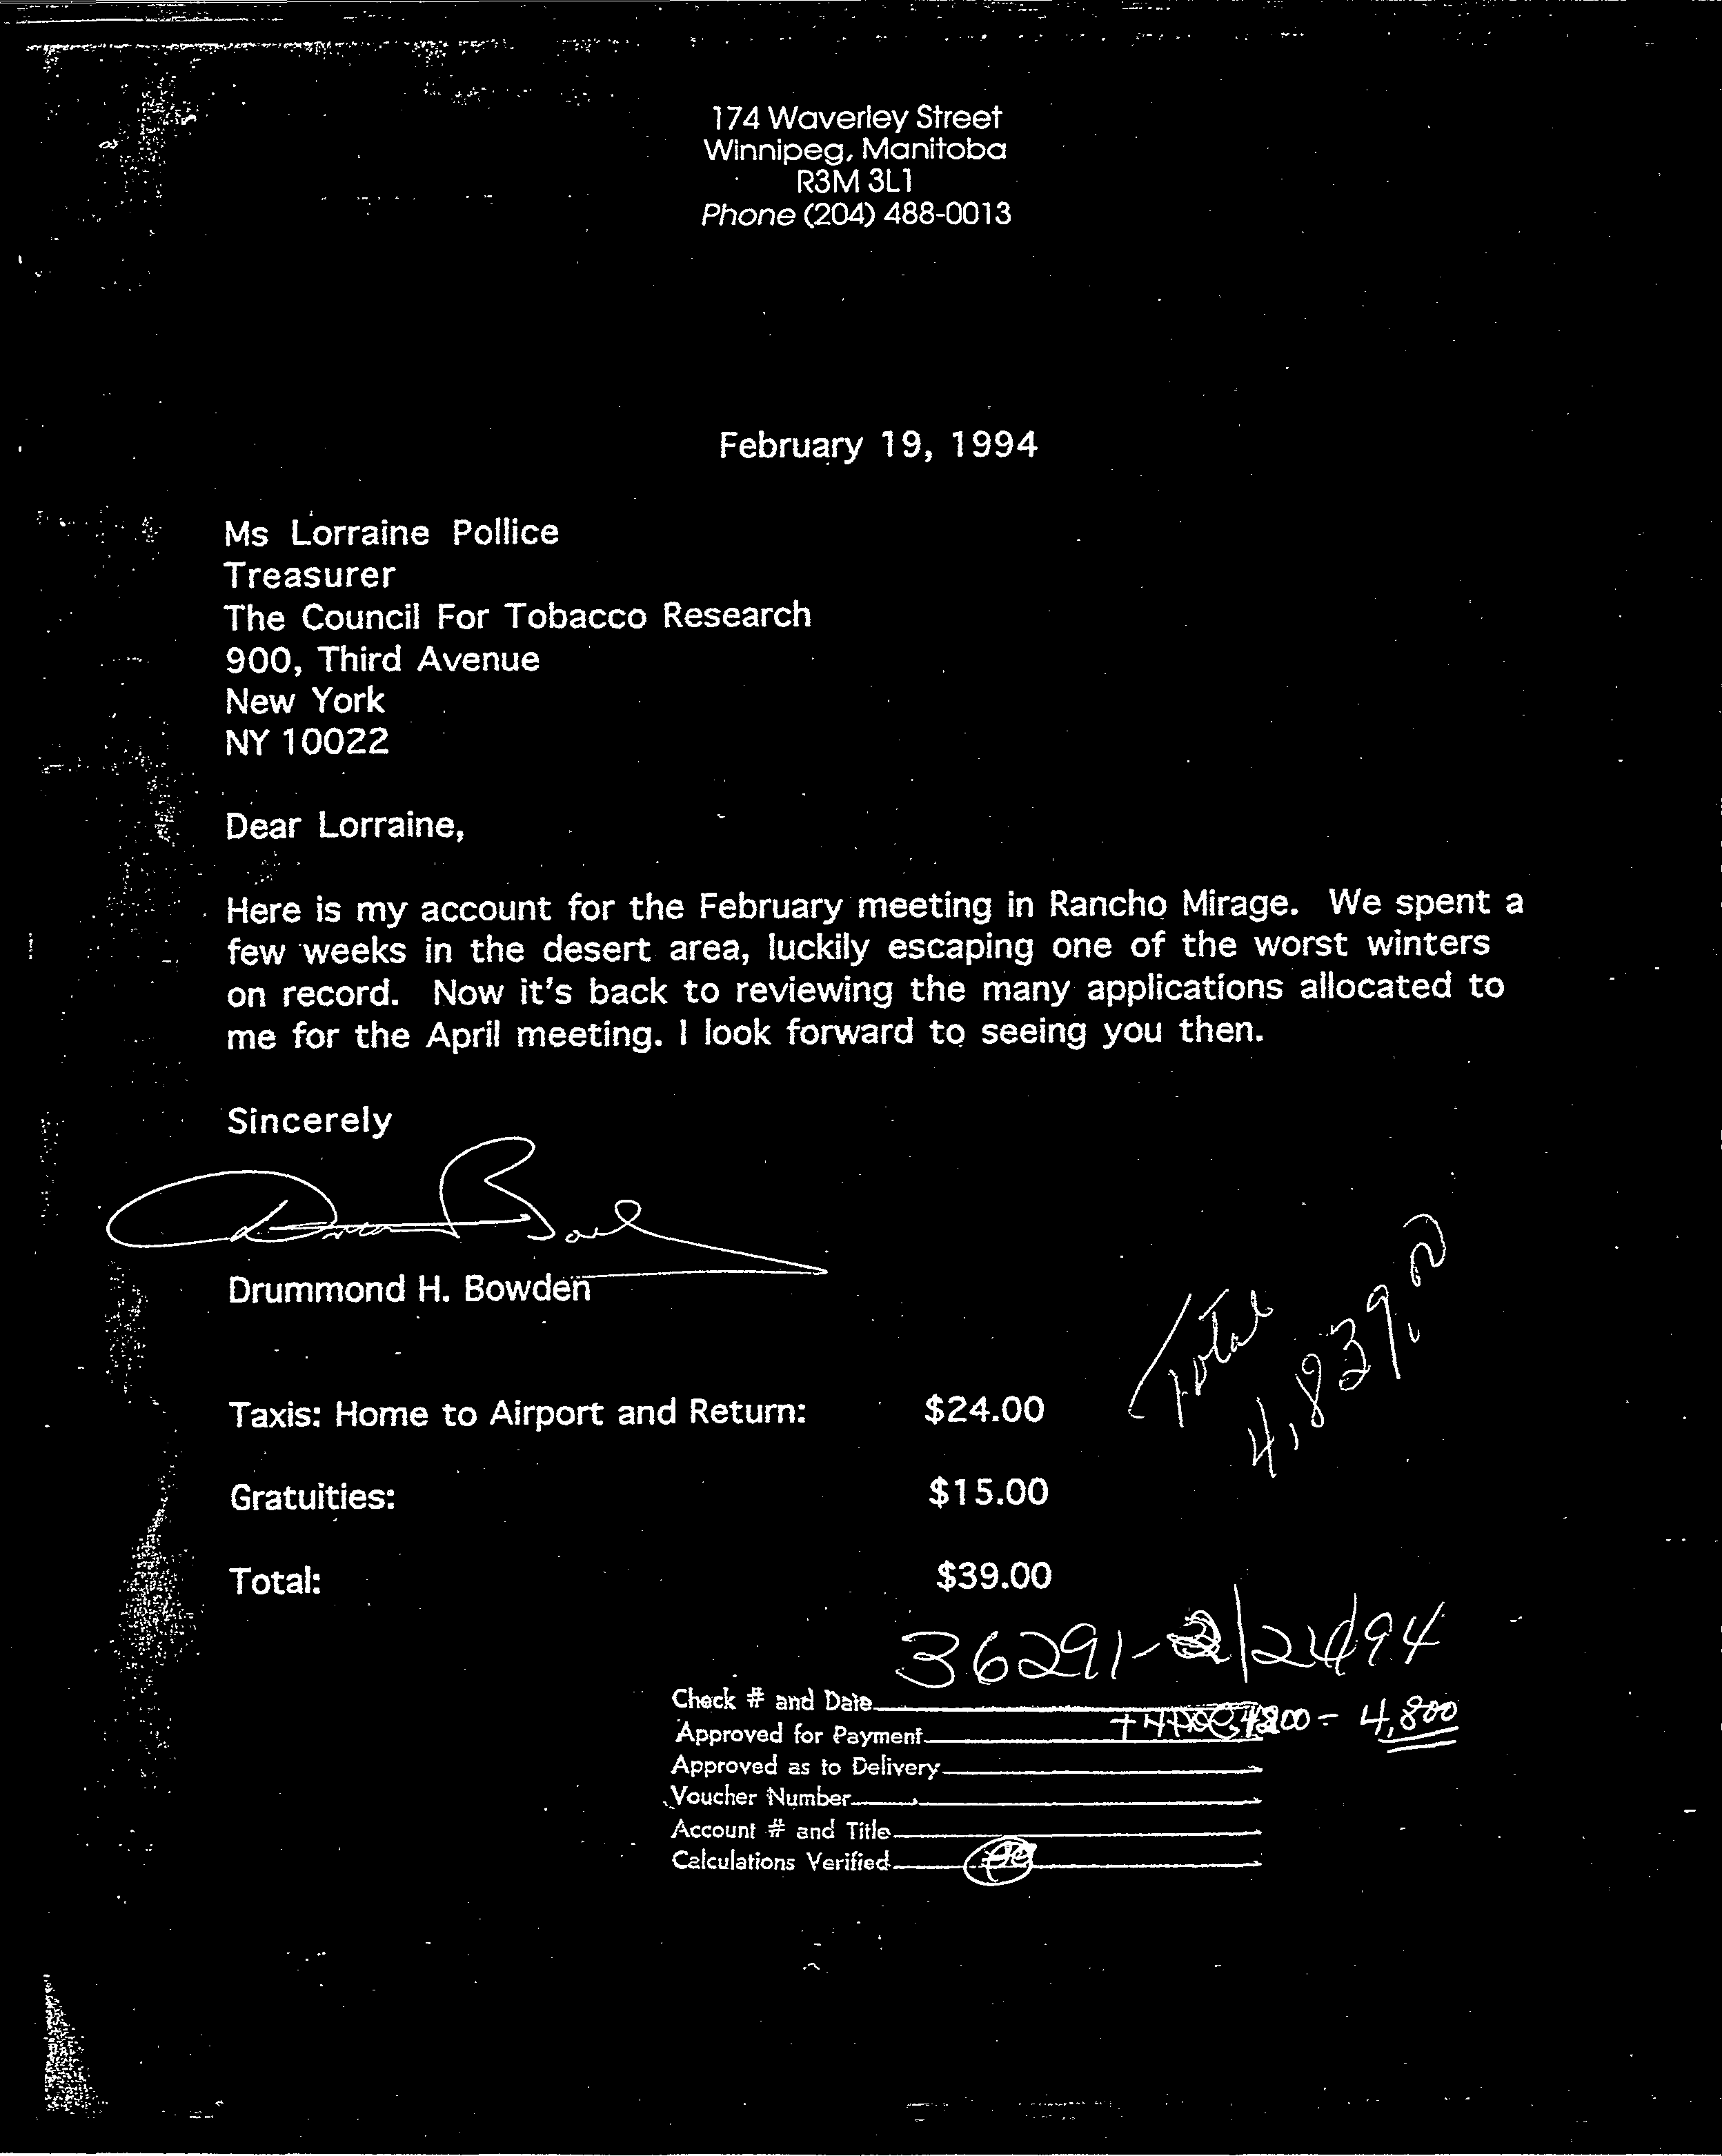 174 Waverley Street
Winnipeg, Manitoba
R3M 3L1
Phone (204) 488-0013
February 19, 1994
Ms Lorraine Pollice
Treasurer
The Council For Tobacco Research
900, Third Avenue
New York
NY 10022
Dear Lorraine,
Here is my account for the February meeting in Rancho Mirage. We spent a
few weeks in the desert area, luckily escaping one of the worst winters
on record. Now it's back to reviewing the many applications allocated to
me for the April meeting. I look forward to seeing you then.
Sincerely
Drummond H. Bowden
Total
4,839.00
Taxis: Home to Airport and Return: $24.00
Gratuities: $15.00
Total: $39.00
36291-
Check # and Date
Approved for Payment 4,800
Approved as to Delivery
Voucher Number
Account # and Title
Calculations Verified